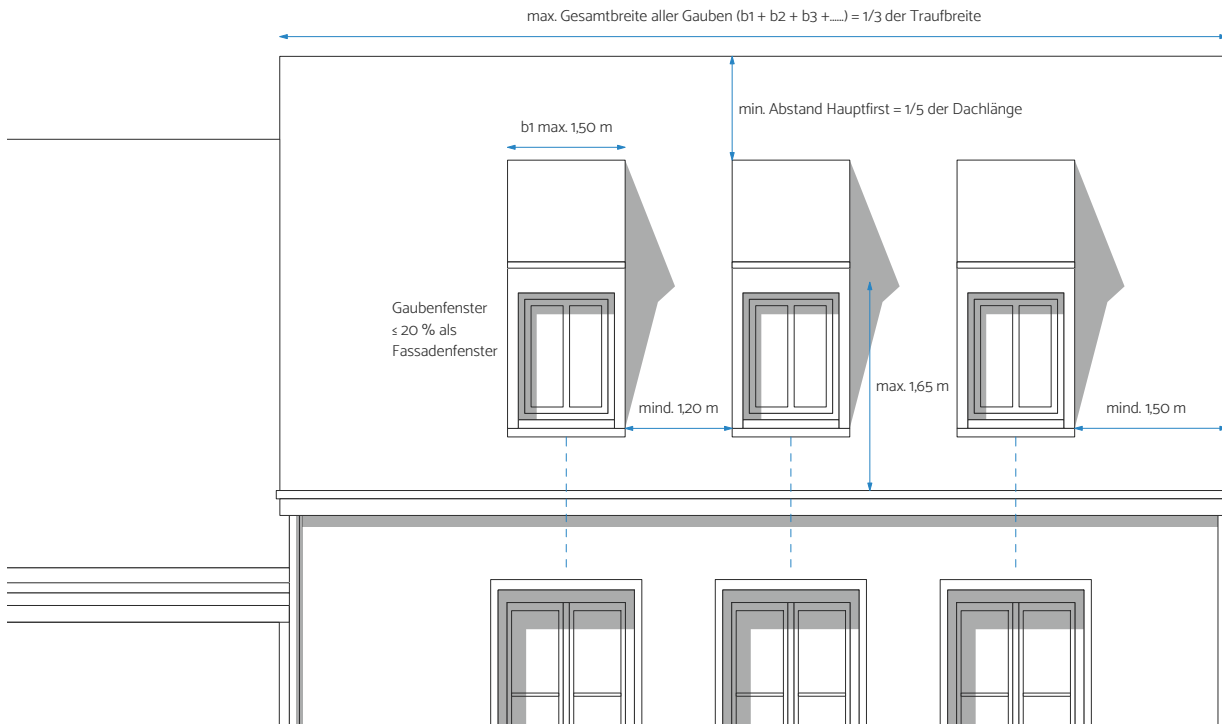 max. Gesamtbreite aller Gauben (b1 + b2 + b3 +......) = 1/3 der Traufbreite
min. Abstand Hauptfirst = 1/5 der Dachlänge
b1 max. 1,50 m
Gaubenfenster
≤ 20 % als
Fassadenfenster
max. 1,65 m
mind. 1,20 m
mind. 1,50 m